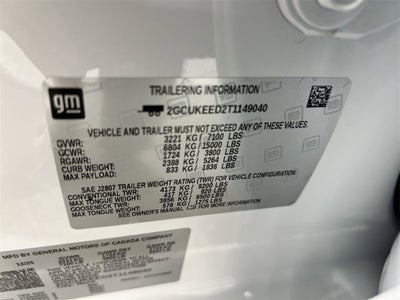 gm
TRAILERING INFORMATION
2GCUKEED2T1149040
VEHICLE AND TRAILER MUST NOT EXCEED ANY OF THESE VALUES.
GVWR: 3221 KG / 7100 LBS
GCWR: 6804 KG / 15000 LBS
RGAWR: 1724 KG / 3800 LBS
CURB WEIGHT: 2388 KG / 5264 LBS
MAX PAYLOAD: 833 KG / 1836 LBS
SAE J2807 TRAILER WEIGHT RATING (TWR) FOR VEHICLE CONFIGURATION.
CONVENTIONAL TWR: 4173 KG / 9200 LBS
MAX TONGUE WEIGHT: 417 KG / 920 LBS
GOOSENECK TWR: 3856 KG / 8500 LBS
MAX TONGUE WEIGHT: 578 KG / 1275 LBS
SEE OWNER'S MANUAL FOR ADDITIONAL INFORMATION
MFD BY GENERAL MOTORS OF CANADA COMPANY